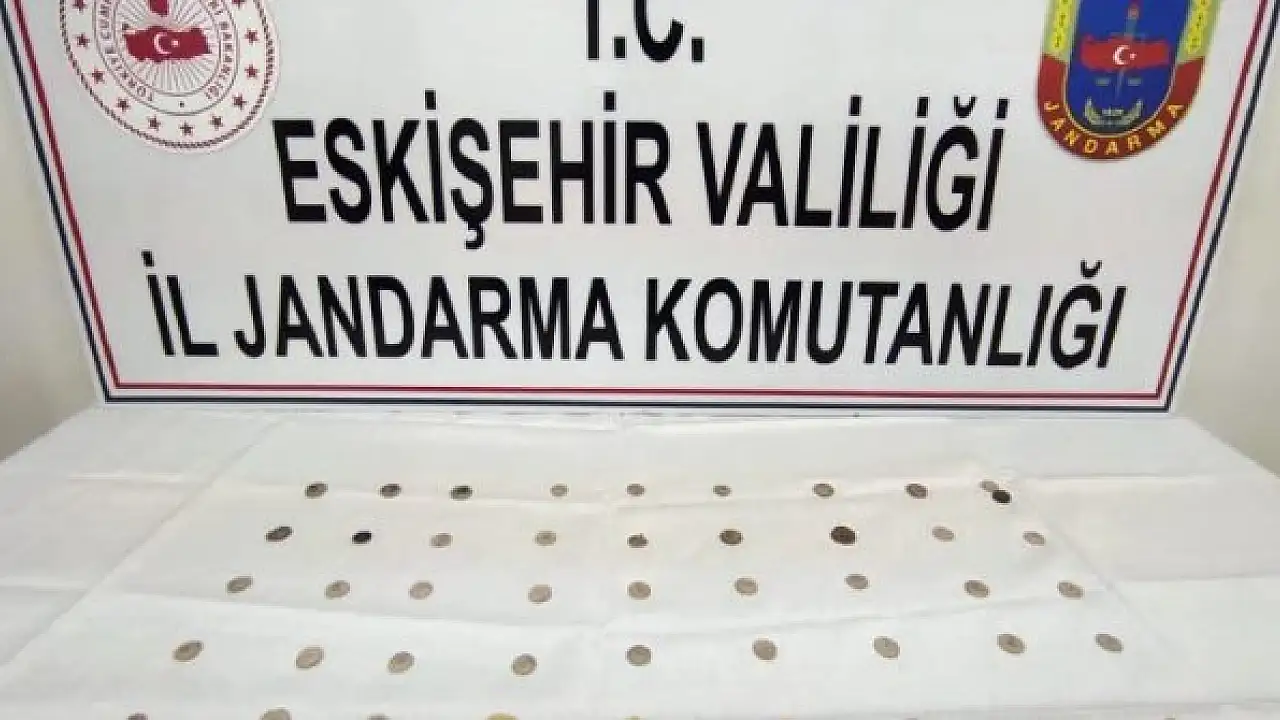 T.C.
ESKİŞEHİR VALİLİĞİ
İL JANDARMA KOMUTANLIĞI
JANDARMA